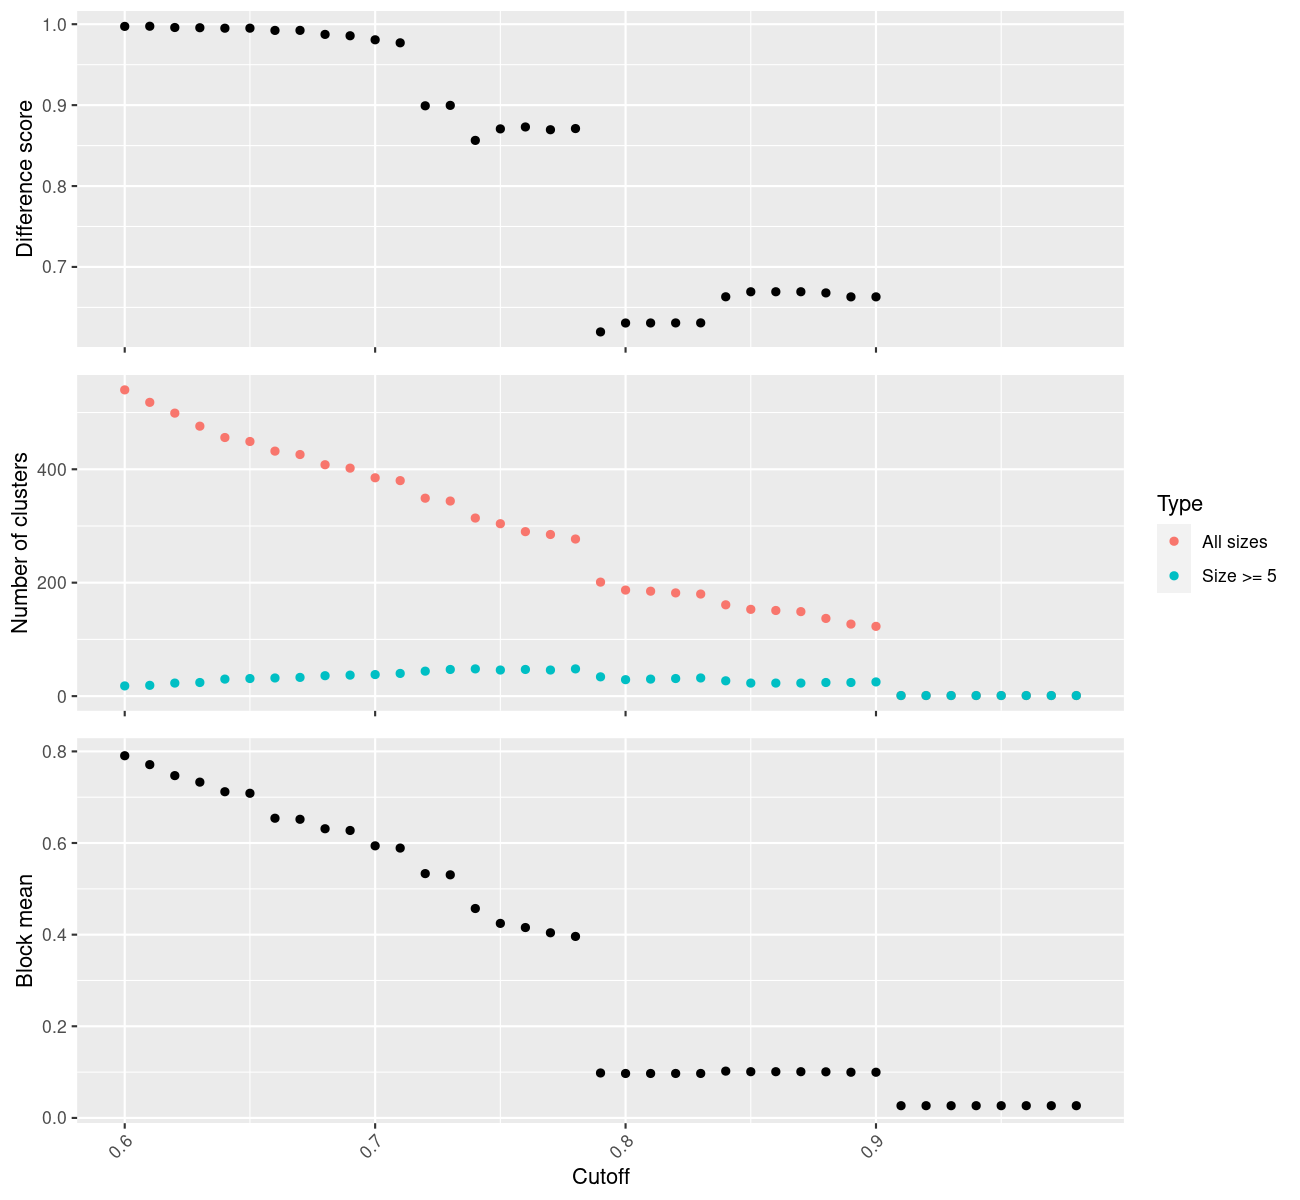 1.0
0.9
0.8
0.7
Difference score
400
200
0
Number of clusters
Type
All sizes
Size >= 5
0.8
0.6
0.4
0.2
0.0
Block mean
0.6 0.7 0.8 0.9
Cutoff